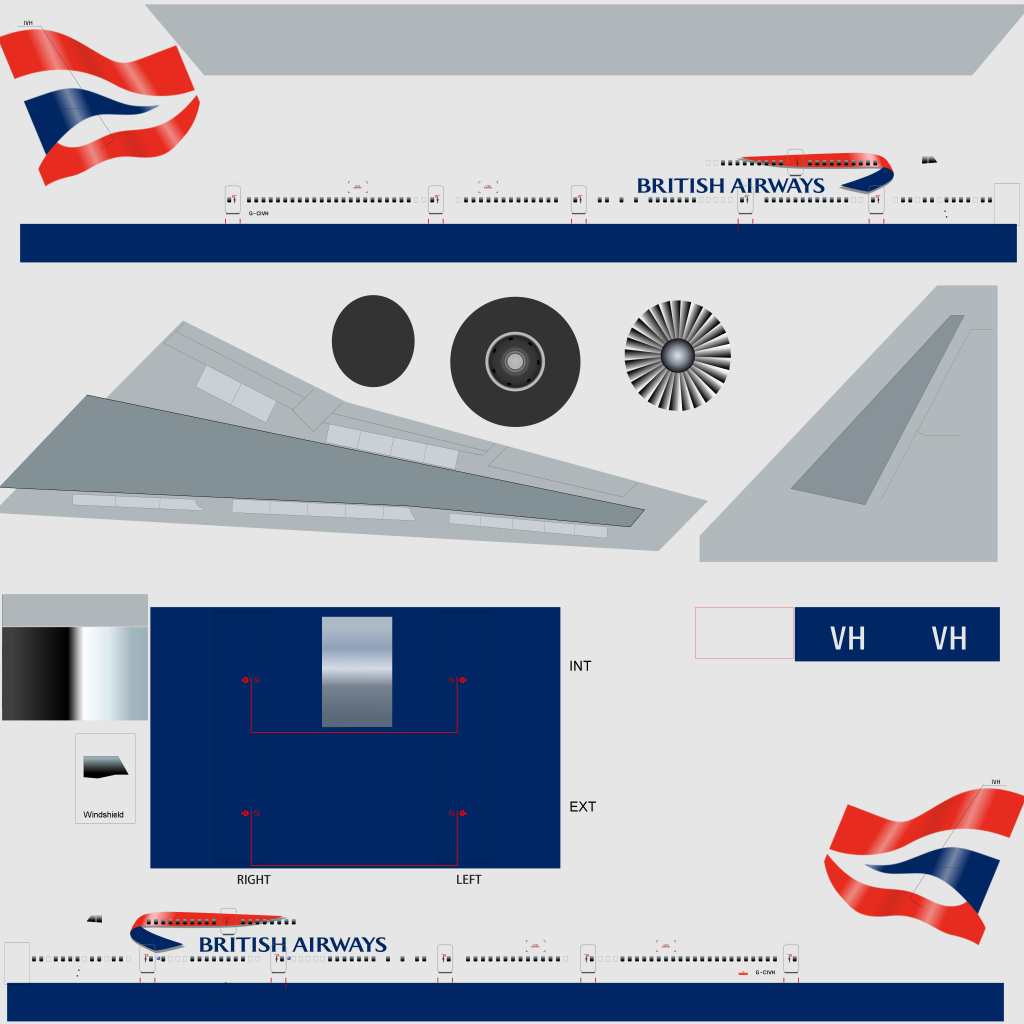 IVH
BRITISH AIRWAYS
G-CIVH
INT
VH VH
EXT
Windshield
IVH
RIGHT LEFT
BRITISH AIRWAYS
G-CIVH